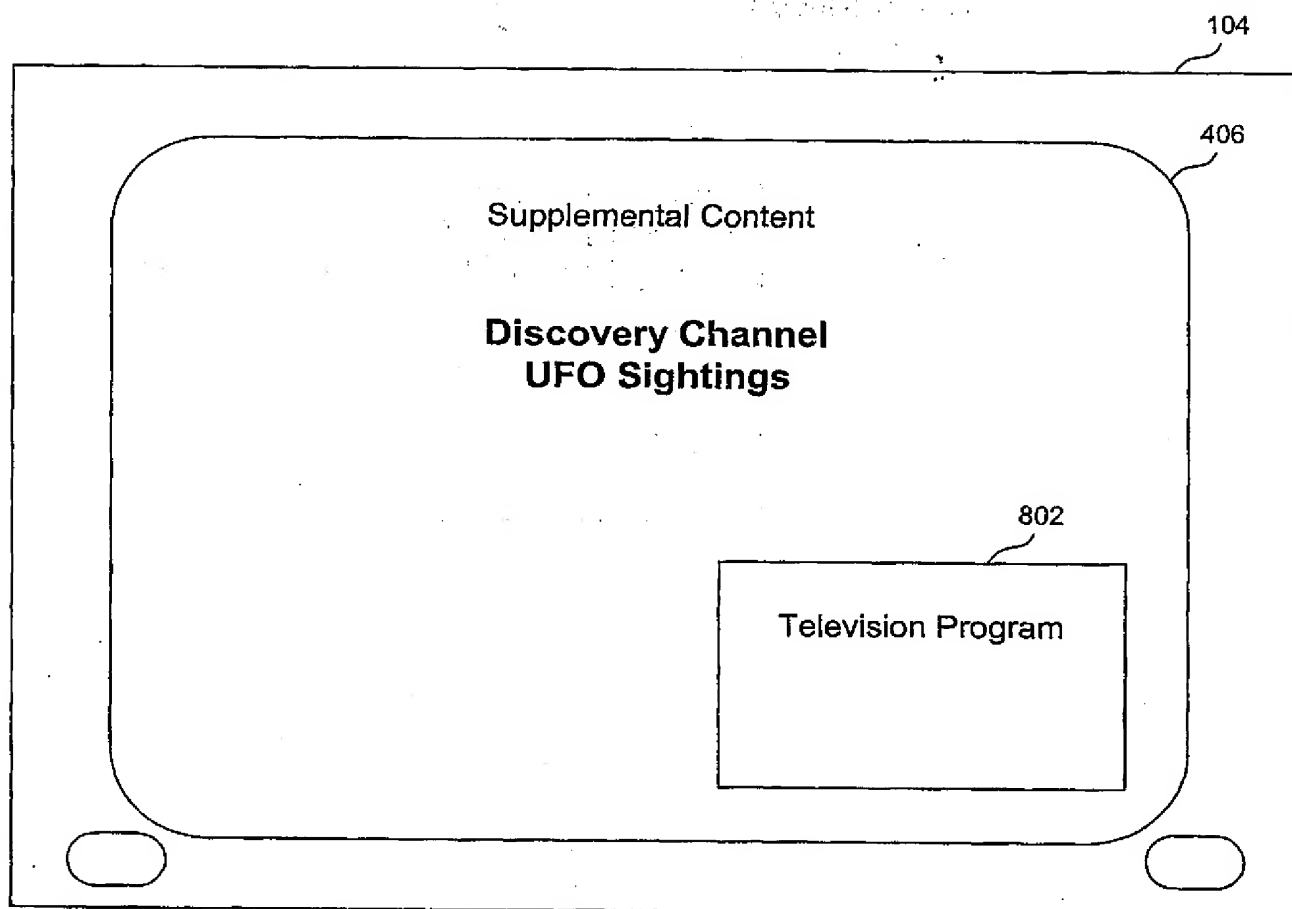 104
406
Supplemental Content
Discovery Channel
UFO Sightings
802
Television Program